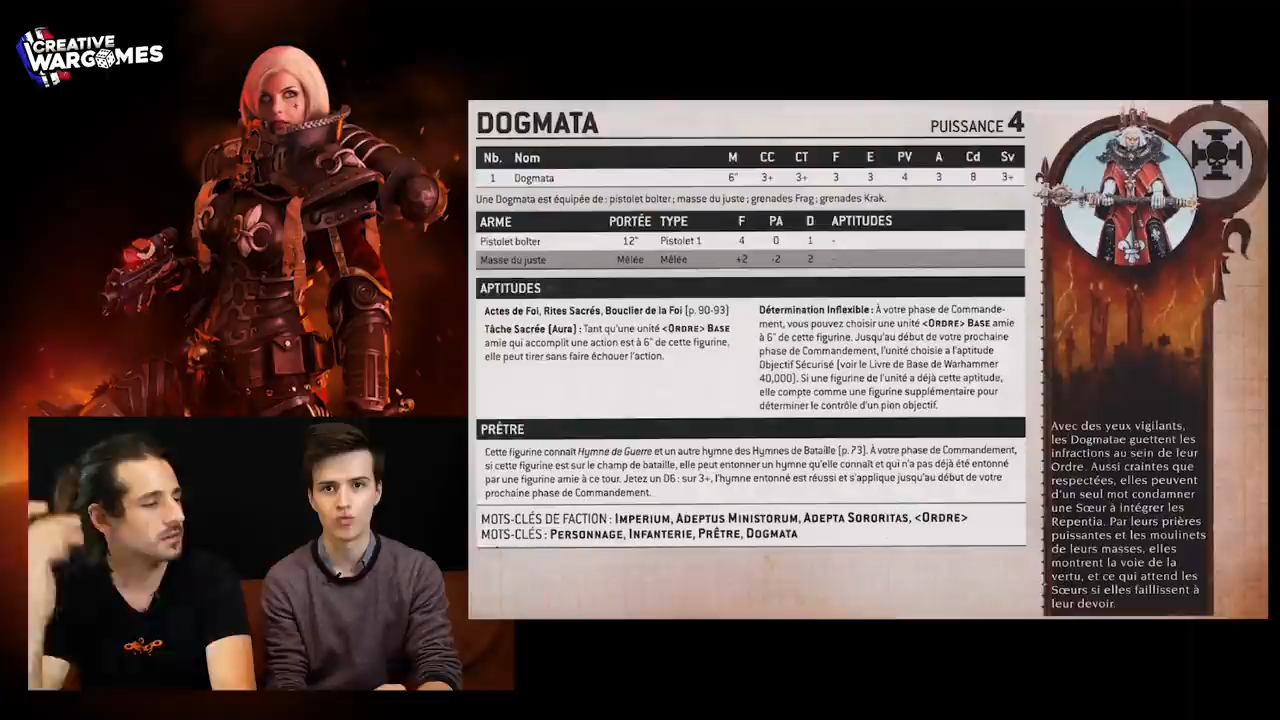 CREATIVE
WARGAMES
DOGMATA
PUISSANCE 4
Nb. Nom M CC CT F E PV A Cd Sv
1 Dogmata 6" 3+ 3+ 3 3 4 3 8 3+
Une Dogmata est équipée de : pistolet bolter ; masse du juste ; grenades Frag ; grenades Krak.
ARME PORTÉE TYPE F PA D APTITUDES
Pistolet bolter 12" Pistolet 1 4 0 1 -
Masse du juste Mêlée Mêlée +2 -2 2 -
APTITUDES
Actes de Foi, Rites Sacrés, Bouclier de la Foi (p. 90-93)
Tâche Sacrée (Aura) : Tant qu'une unité <ORDRE> BASE
amie qui accomplit une action est à 6" de cette figurine,
elle peut tirer sans faire échouer l'action.
Détermination Inflexible : À votre phase de Commande-
ment, vous pouvez choisir une unité <ORDRE> BASE amie
à 6" de cette figurine. Jusqu'au début de votre prochaine
phase de Commandement, l'unité choisie a l'aptitude
Objectif Sécurisé (voir le Livre de Base de Warhammer
40,000). Si une figurine de l'unité a déjà cette aptitude,
elle compte comme une figurine supplémentaire pour
déterminer le contrôle d'un pion objectif.
PRÊTRE
Cette figurine connaît Hymne de Guerre et un autre hymne des Hymnes de Bataille (p. 73). À votre phase de Commandement,
si cette figurine est sur le champ de bataille, elle peut entonner un hymne qu'elle connaît et qui n'a pas déjà été entonné
par une figurine amie à ce tour. Jetez un D6 : sur 3+, l'hymne entonné est réussi et s'applique jusqu'au début de votre
prochaine phase de Commandement.
MOTS-CLÉS DE FACTION : IMPERIUM, ADEPTUS MINISTORUM, ADEPTA SORORITAS, <ORDRE>
MOTS-CLÉS : PERSONNAGE, INFANTERIE, PRÊTRE, DOGMATA
Avec des yeux vigilants,
les Dogmatae guettent les
infractions au sein de leur
Ordre. Aussi craintes que
respectées, elles peuvent
d'un seul mot condamner
une Sœur à intégrer les
Repentia. Par leurs prières
puissantes et les moulinets
de leurs masses, elles
montrent la voie de la
vertu, et ce qui attend les
Sœurs si elles faillissent à
leur devoir.